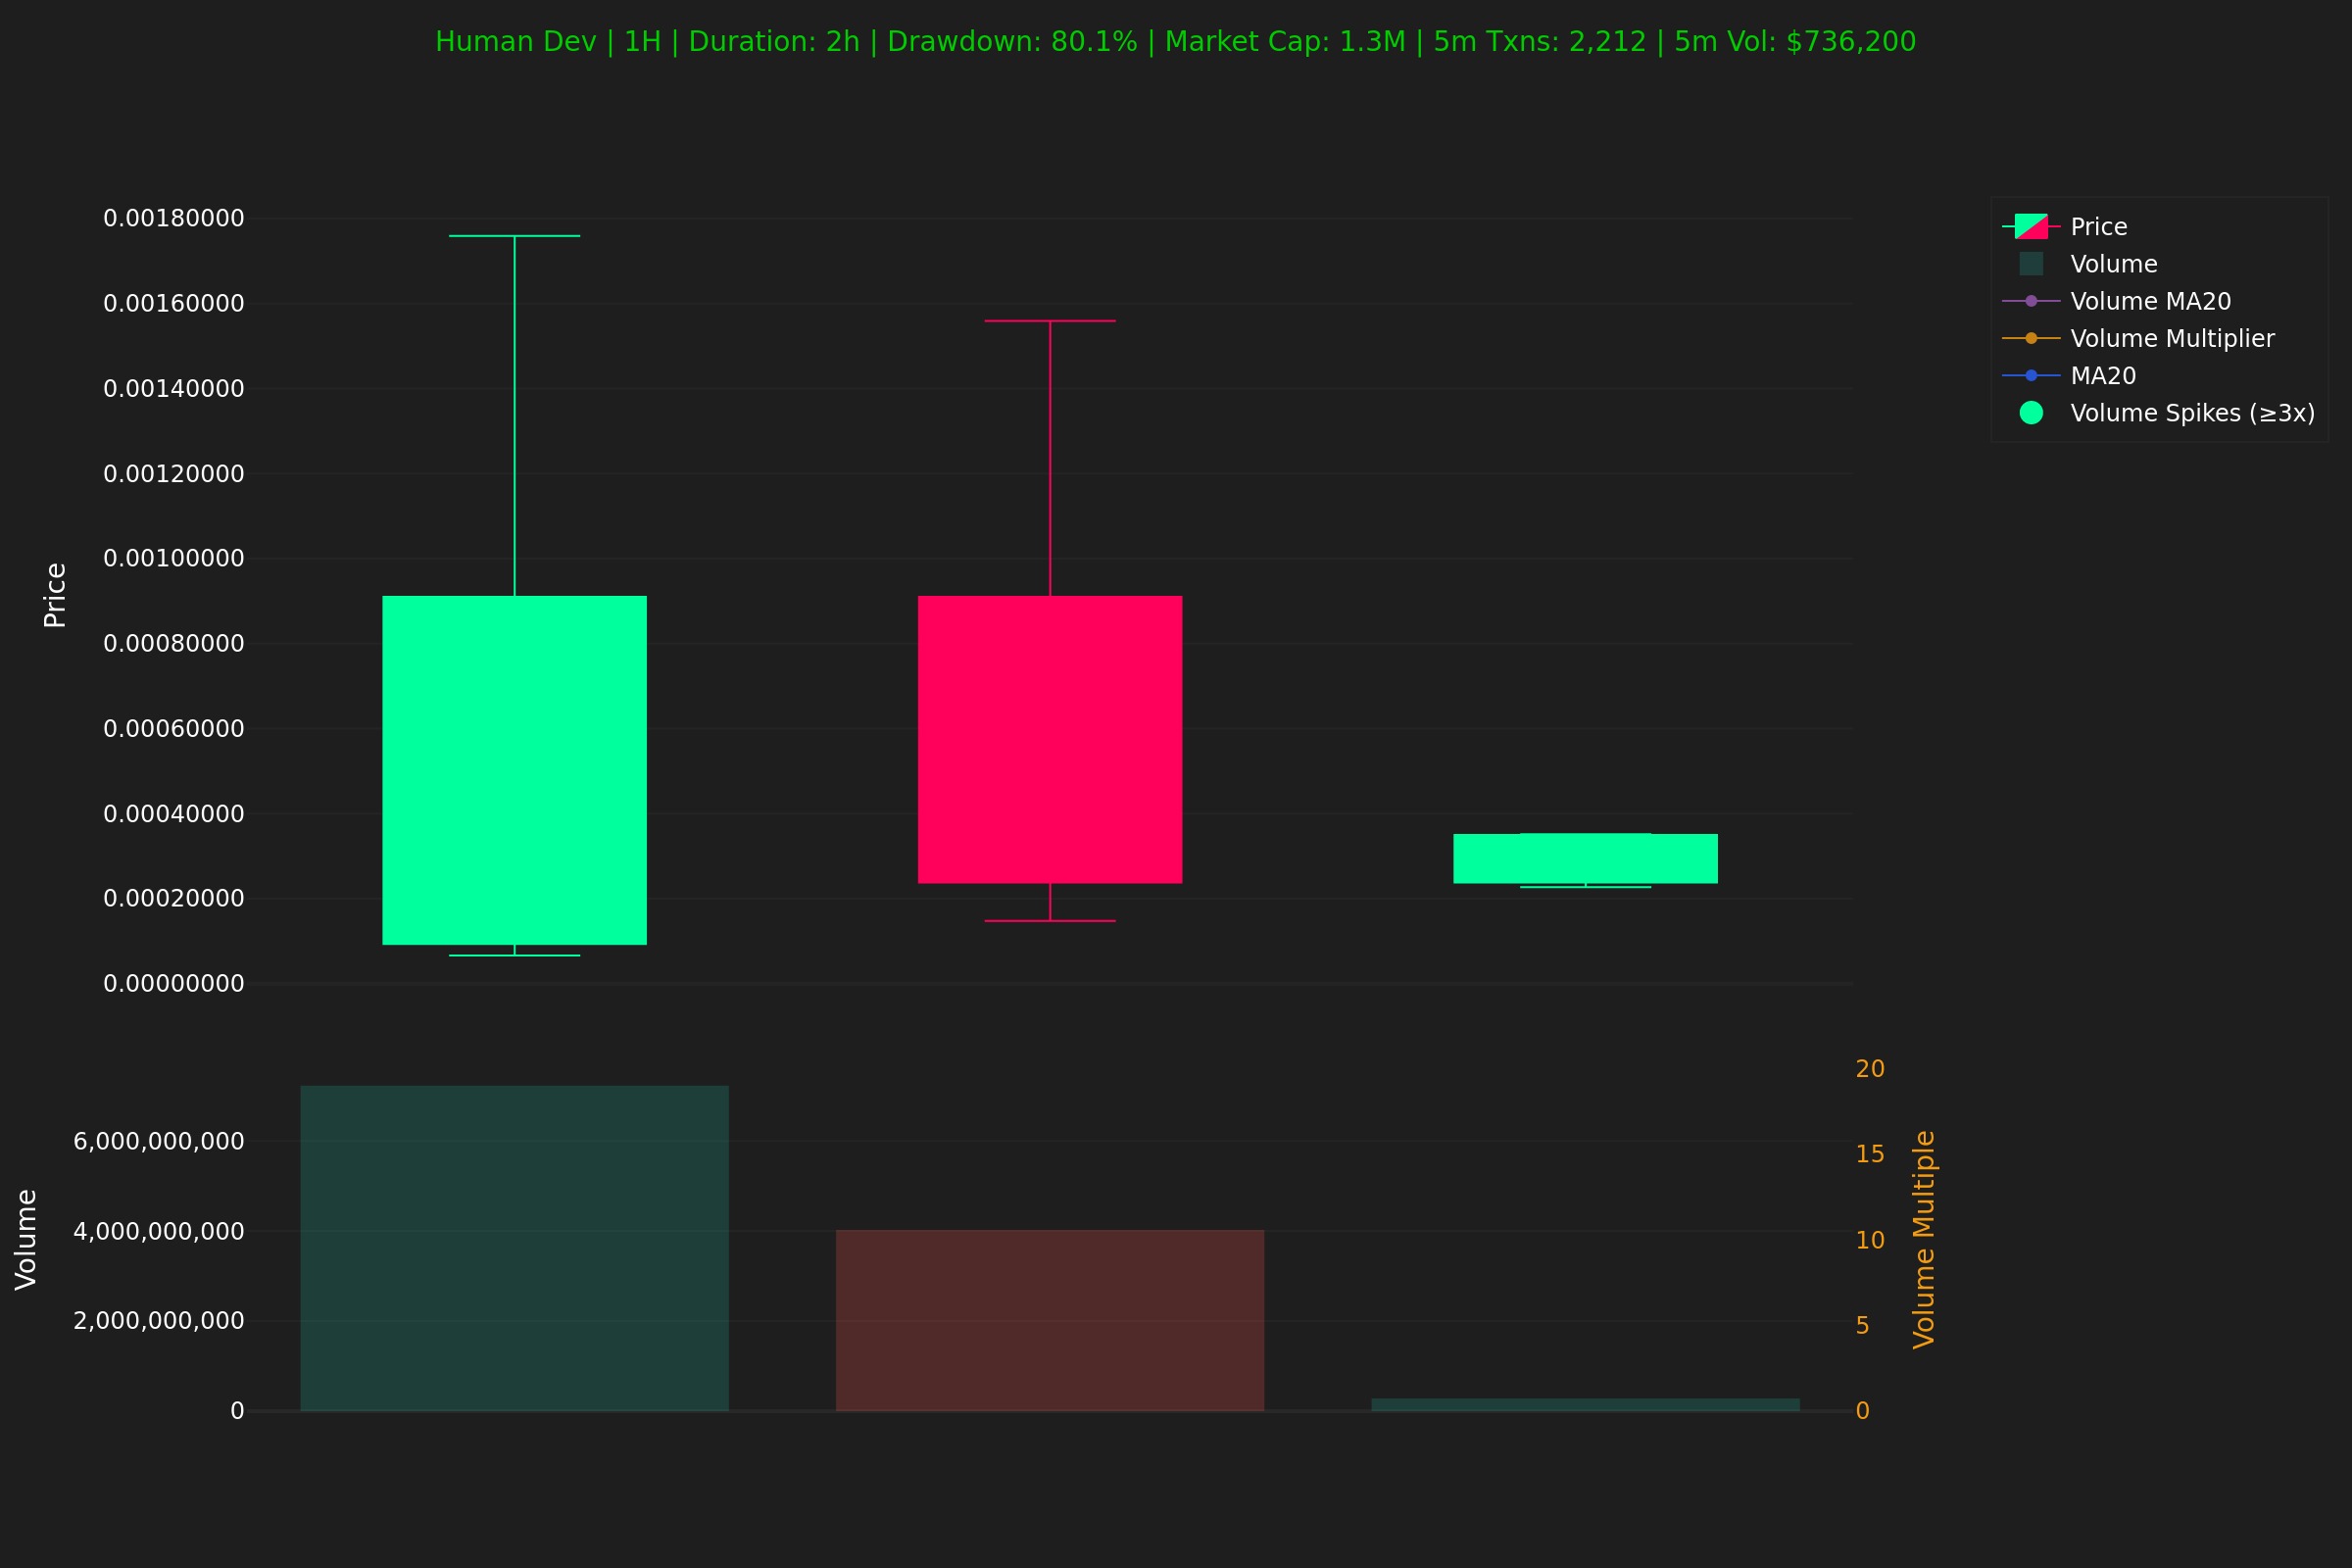 Human Dev | 1H | Duration: 2h | Drawdown: 80.1% | Market Cap: 1.3M | 5m Txns: 2,212 | 5m Vol: $736,200
Price
0.00180000
0.00160000
0.00140000
0.00120000
0.00100000
0.00080000
0.00060000
0.00040000
0.00020000
0.00000000
Price
Volume
Volume MA20
Volume Multiplier
MA20
Volume Spikes (≥3x)
Volume
6,000,000,000
4,000,000,000
2,000,000,000
0
20
15
10
5
0
Volume Multiple